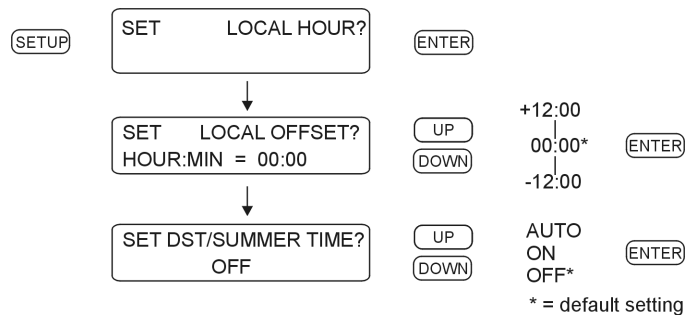 SETUP
SET LOCAL HOUR?
ENTER
SET LOCAL OFFSET?
HOUR:MIN = 00:00
UP
DOWN
+12:00
00:00*
-12:00
ENTER
SET DST/SUMMER TIME?
OFF
UP
DOWN
AUTO
ON
OFF*
ENTER
* = default setting